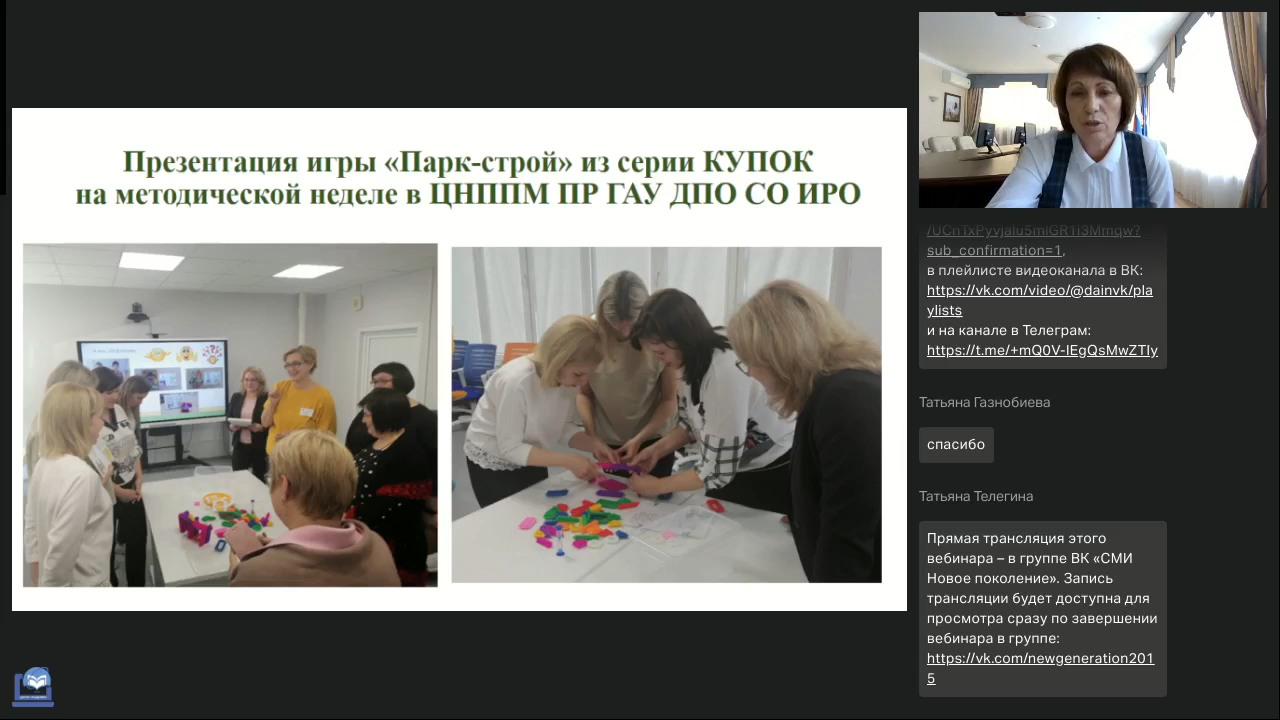 Презентация игры «Парк-строй» из серии КУПОК
на методической неделе в ЦНППМ ПР ГАУ ДПО СО ИРО
/UCnTxPyvjalu5mIGR1i3Mmqw?
sub_confirmation=1,
в плейлисте видеоканала в ВК:
https://vk.com/video/@dainvk/pla
ylists
и на канале в Телеграм:
https://t.me/+mQ0V-IEgQsMwZTIy
Татьяна Газнобиева
спасибо
Татьяна Телегина
Прямая трансляция этого
вебинара – в группе ВК «СМИ
Новое поколение». Запись
трансляции будет доступна для
просмотра сразу по завершении
вебинара в группе:
https://vk.com/newgeneration201
5